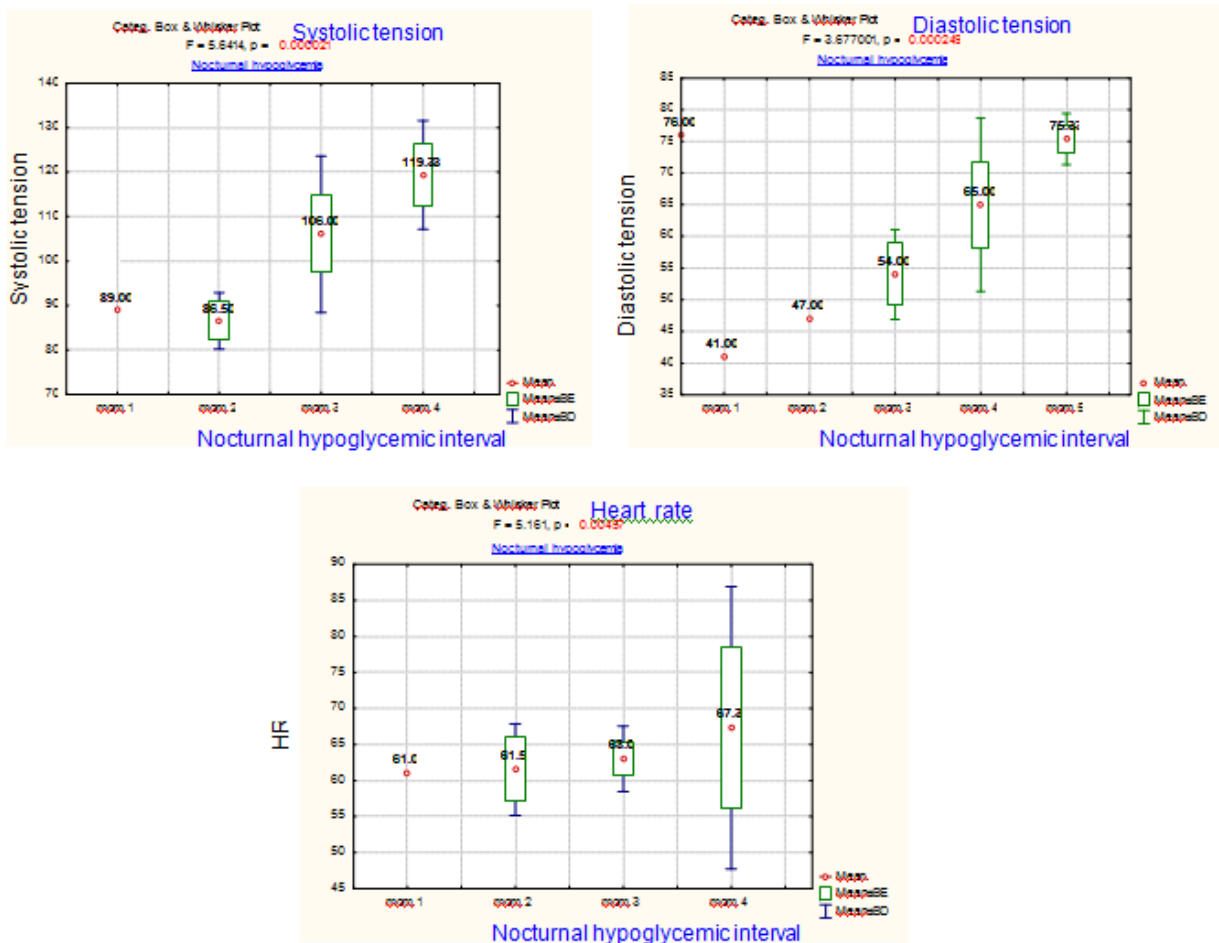 Categ. Box & Whisker Plot
Systolic tension
F = 5.6414, p = 0.000021
Nocturnal hypoglycemia
140
130
120
110
100
90
80
70
Systolic tension
89.00
86.50
106.00
119.33
Mean
Mean±SE
Mean±SD
Nocturnal hypoglycemic interval
Categ. Box & Whisker Plot
Diastolic tension
F = 3.677001, p =
Nocturnal hypoglycemia
85
80
75
70
65
60
55
50
45
40
35
Diastolic tension
76.00
41.00
47.00
54.00
65.00
Mean
Mean±SE
Mean±SD
Nocturnal hypoglycemic interval
Categ. Box & Whisker Plot
Heart rate
F = 5.161, p =
Nocturnal hypoglycemia
90
85
80
75
70
65
60
55
50
45
HR
61.0
61.5
63.0
67.3
Mean
Mean±SE
Mean±SD
Nocturnal hypoglycemic interval